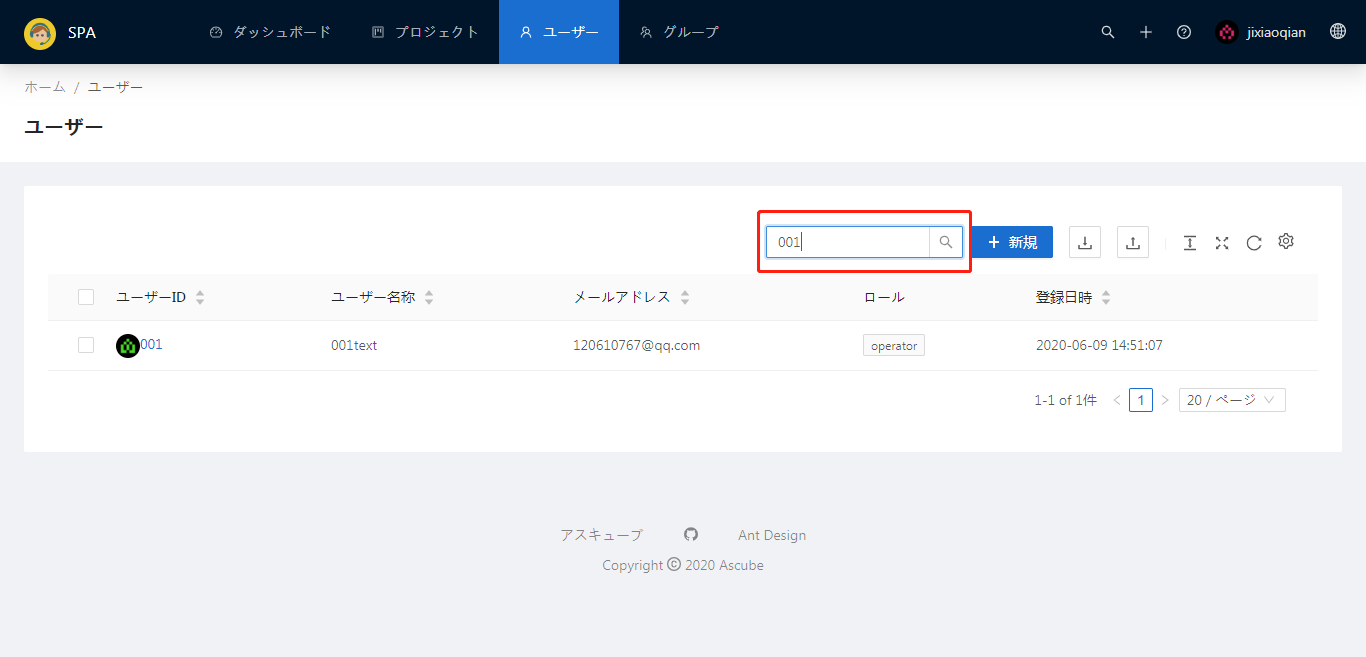 SPA ダッシュボード プロジェクト ユーザー グループ jixiaoqian
ホーム / ユーザー
ユーザー
001 + 新規
ユーザーID ユーザー名称 メールアドレス ロール 登録日時
001 001text 120610767@qq.com operator 2020-06-09 14:51:07
1-1 of 1件 < 1 > 20 / ページ
アスキューブ Ant Design
Copyright © 2020 Ascube